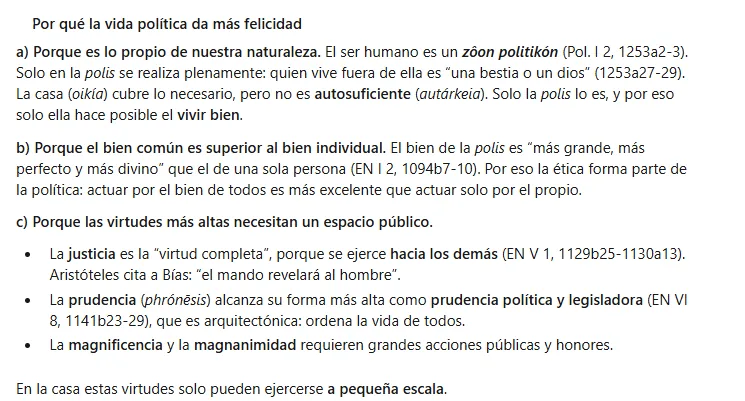 Por qué la vida política da más felicidad
a) Porque es lo propio de nuestra naturaleza. El ser humano es un zôon politikón (Pol. I 2, 1253a2-3).
Solo en la polis se realiza plenamente: quien vive fuera de ella es “una bestia o un dios” (1253a27-29).
La casa (oikía) cubre lo necesario, pero no es autosuficiente (autárkeia). Solo la polis lo es, y por eso
solo ella hace posible el vivir bien.
b) Porque el bien común es superior al bien individual. El bien de la polis es “más grande, más
perfecto y más divino” que el de una sola persona (EN I 2, 1094b7-10). Por eso la ética forma parte de
la política: actuar por el bien de todos es más excelente que actuar solo por el propio.
c) Porque las virtudes más altas necesitan un espacio público.
• La justicia es la “virtud completa”, porque se ejerce hacia los demás (EN V 1, 1129b25-1130a13).
Aristóteles cita a Bías: “el mando revelará al hombre”.
• La prudencia (phrónēsis) alcanza su forma más alta como prudencia política y legisladora (EN VI
8, 1141b23-29), que es arquitectónica: ordena la vida de todos.
• La magnificencia y la magnanimidad requieren grandes acciones públicas y honores.
En la casa estas virtudes solo pueden ejercerse a pequeña escala.